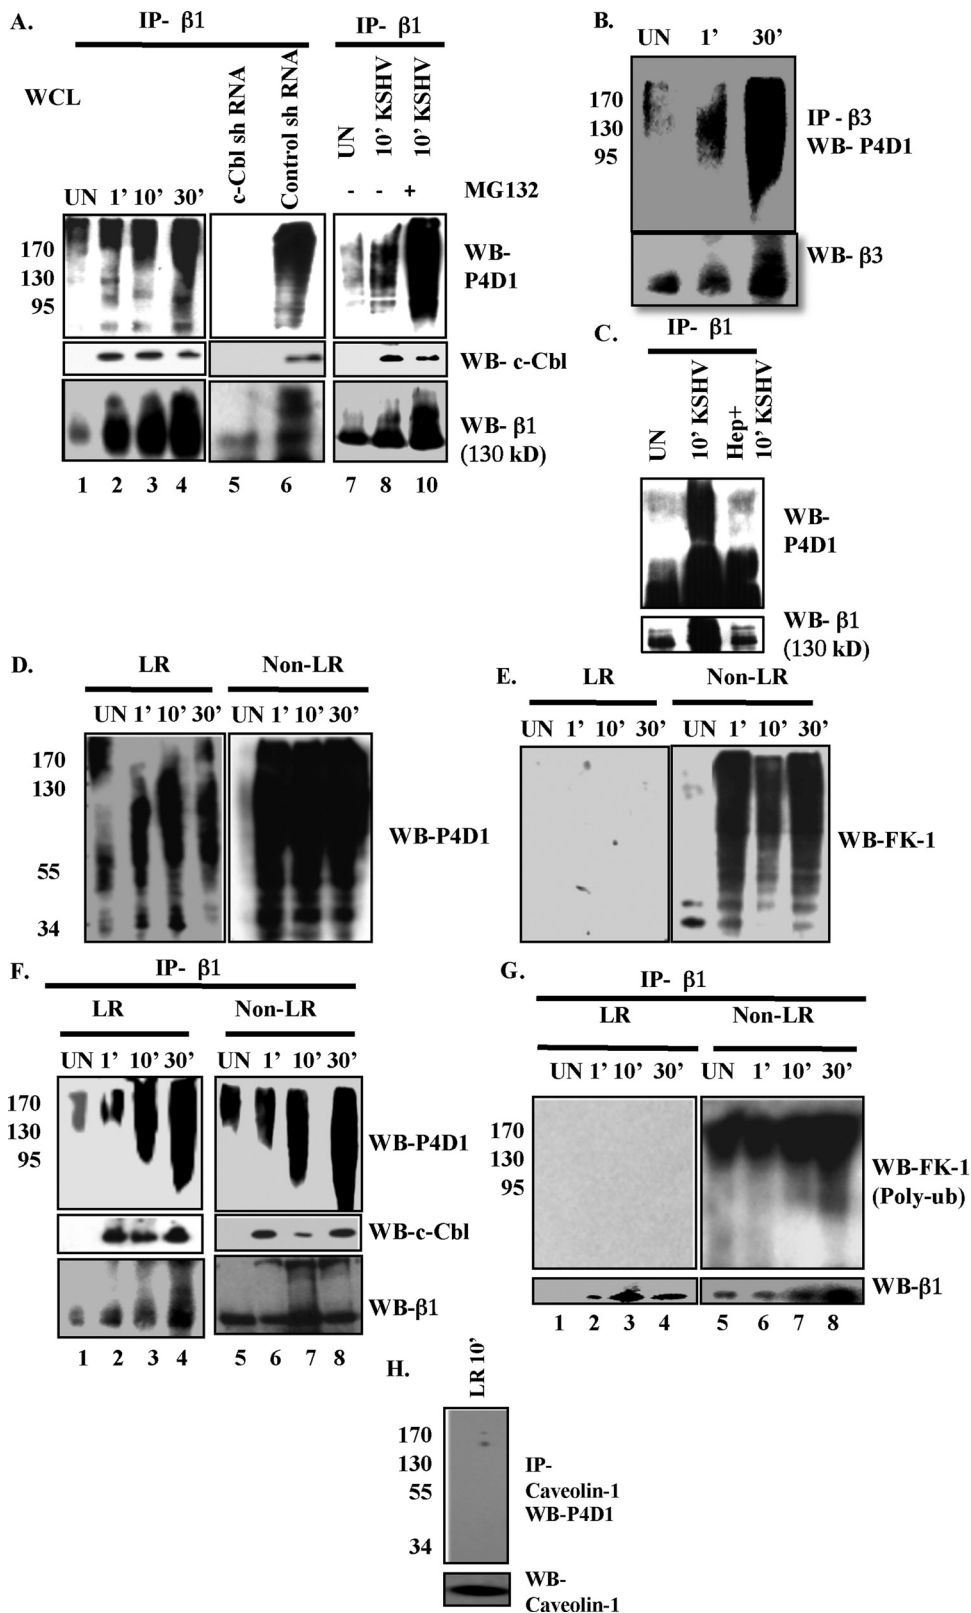 A.
IP- β1
IP- β1
WCL
c-Cbl sh RNA
Control sh RNA
UN
10’ KSHV
10’ KSHV
UN 1’ 10’ 30’
- - +
MG132
170
130
95
WB-
P4D1
WB- c-Cbl
WB- β1
(130 kD)
1 2 3 4 5 6 7 8 10
B.
UN 1’ 30’
170
130
95
IP - β3
WB- P4D1
WB- β3
C.
IP- β1
UN
10’ KSHV
Hep+
10’ KSHV
WB-
P4D1
WB- β1
(130 kD)
D.
LR Non-LR
UN 1’ 10’ 30’ UN 1’ 10’ 30’
170
130
55
34
WB-P4D1
E.
LR Non-LR
UN 1’ 10’ 30’ UN 1’ 10’ 30’
WB-FK-1
F.
IP- β1
LR Non-LR
UN 1’ 10’ 30’ UN 1’ 10’ 30’
170
130
95
WB-P4D1
WB-c-Cbl
WB-β1
1 2 3 4 5 6 7 8
G.
IP- β1
LR Non-LR
UN 1’ 10’ 30’ UN 1’ 10’ 30’
170
130
95
WB-FK-1
(Poly-ub)
WB-β1
1 2 3 4 5 6 7 8
H.
LR 10’
170
130
55
34
IP-
Caveolin-1
WB-P4D1
WB-
Caveolin-1